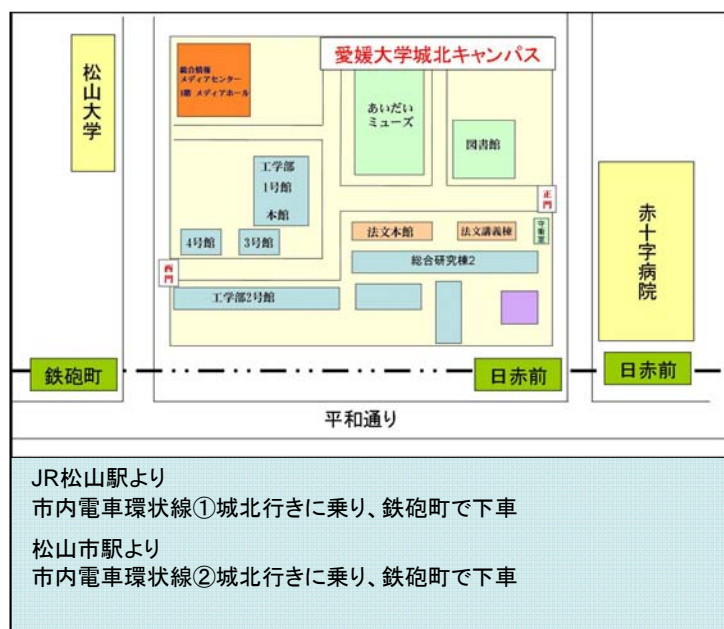 愛媛大学城北キャンパス
松山大学
総合情報
メディアセンター
1階 メディアホール
あいだい
ミューズ
図書館
工学部
1号館
本館
正門
赤十字病院
法文本館
法文講義棟
守衛室
4号館
3号館
総合研究棟2
西門
工学部2号館
鉄砲町
日赤前
日赤前
平和通り
JR松山駅より
市内電車環状線①城北行きに乗り、鉄砲町で下車
松山市駅より
市内電車環状線②城北行きに乗り、鉄砲町で下車